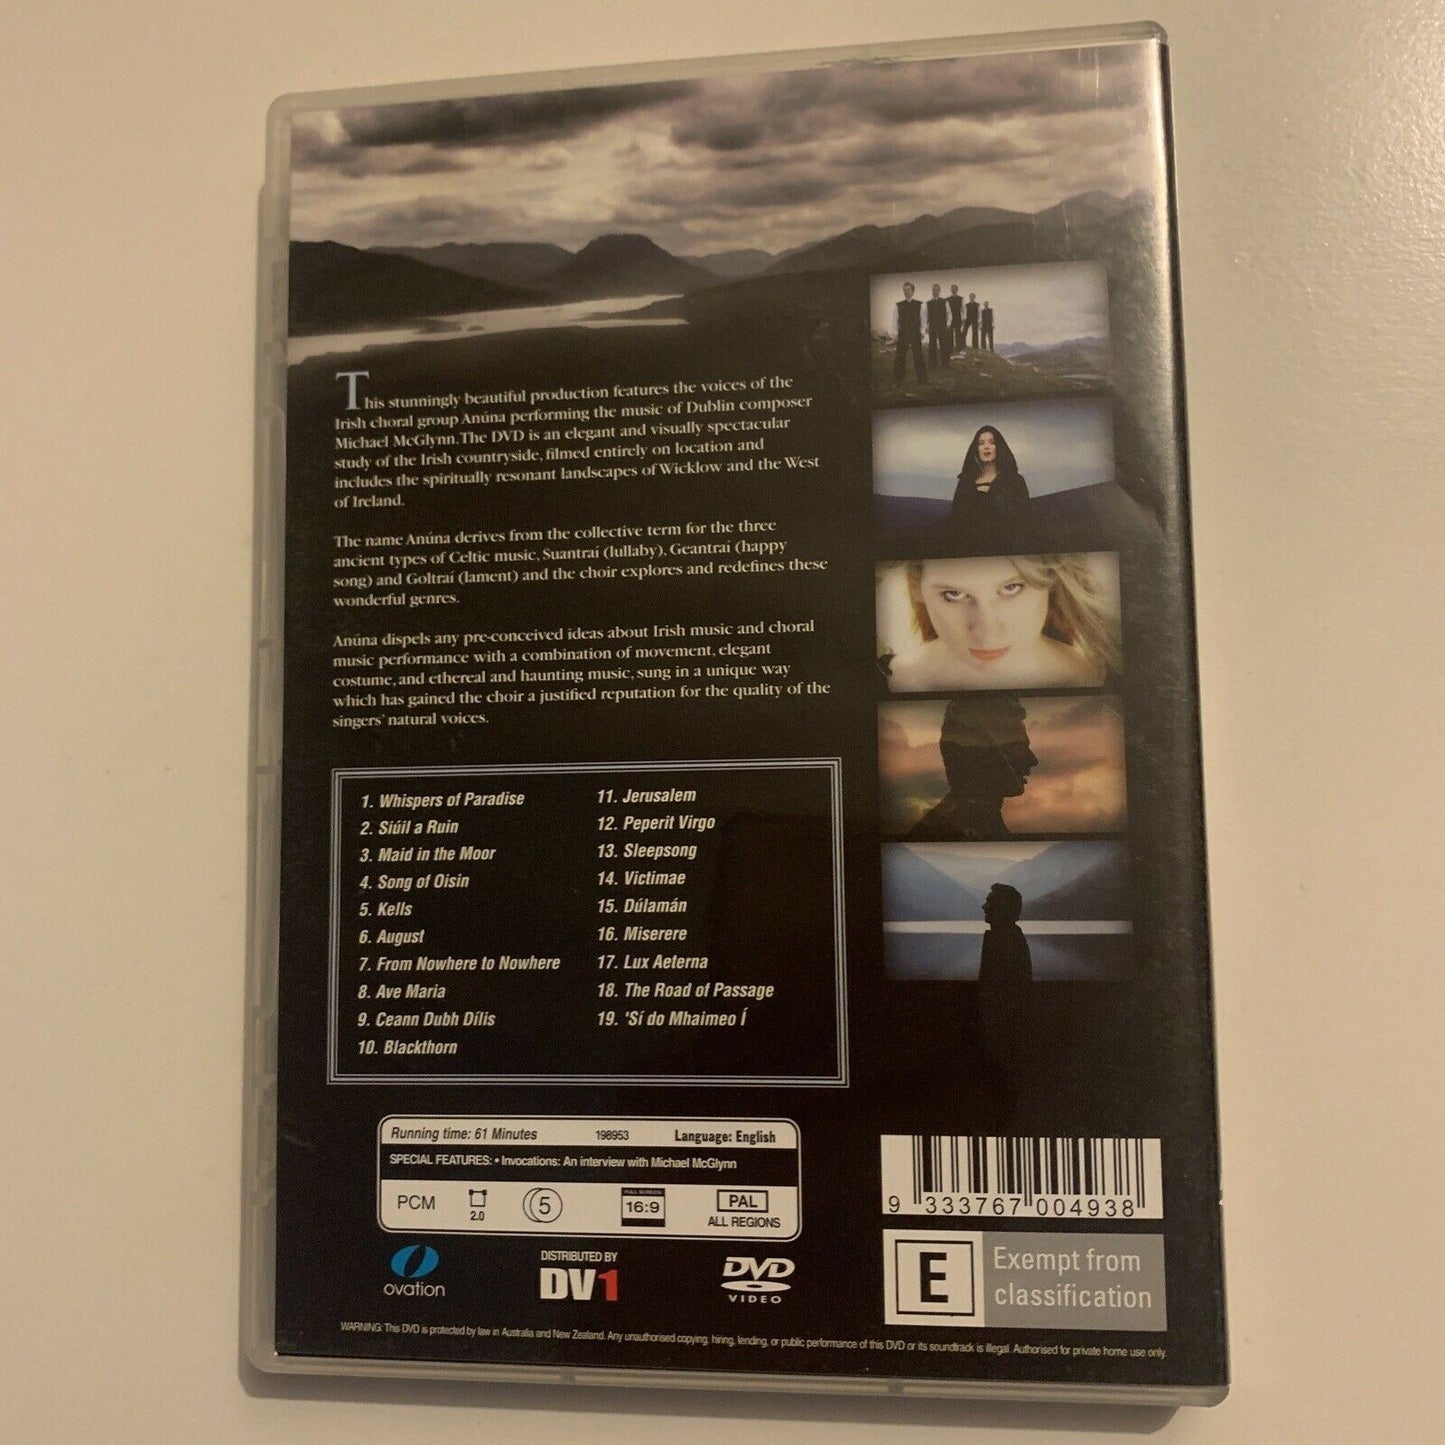 This stunningly beautiful production features the voices of the
Irish choral group Anúna performing the music of Dublin composer
Michael McGlynn. The DVD is an elegant and visually spectacular
study of the Irish countryside, filmed entirely on location and
includes the spiritually resonant landscapes of Wicklow and the West
of Ireland.
The name Anúna derives from the collective term for the three
ancient types of Celtic music, Suantraí (lullaby), Geantraí (happy
song) and Goltraí (lament) and the choir explores and redefines these
wonderful genres.
Anúna dispels any pre-conceived ideas about Irish music and choral
music performance with a combination of movement, elegant
costume, and ethereal and haunting music, sung in a unique way
which has gained the choir a justified reputation for the quality of the
singers' natural voices.
1. Whispers of Paradise
2. Siúil a Ruin
3. Maid in the Moor
4. Song of Oisin
5. Kells
6. August
7. From Nowhere to Nowhere
8. Ave Maria
9. Ceann Dubh Dílis
10. Blackthorn
11. Jerusalem
12. Peperit Virgo
13. Sleepsong
14. Victimae
15. Dúlamán
16. Miserere
17. Lux Aeterna
18. The Road of Passage
19. 'Sí do Mhaimeo Í
Running time: 61 Minutes 198953 Language: English
SPECIAL FEATURES: • Invocations: An interview with Michael McGlynn
PCM 2.0 5 FULL SCREEN 16:9 PAL
ALL REGIONS
ovation
DISTRIBUTED BY
DV1
DVD
VIDEO
9 333767 004938
E Exempt from
classification
WARNING: This DVD is protected by law in Australia and New Zealand. Any unauthorised copying, hiring, lending, or public performance of this DVD or its soundtrack is illegal. Authorised for private home use only.